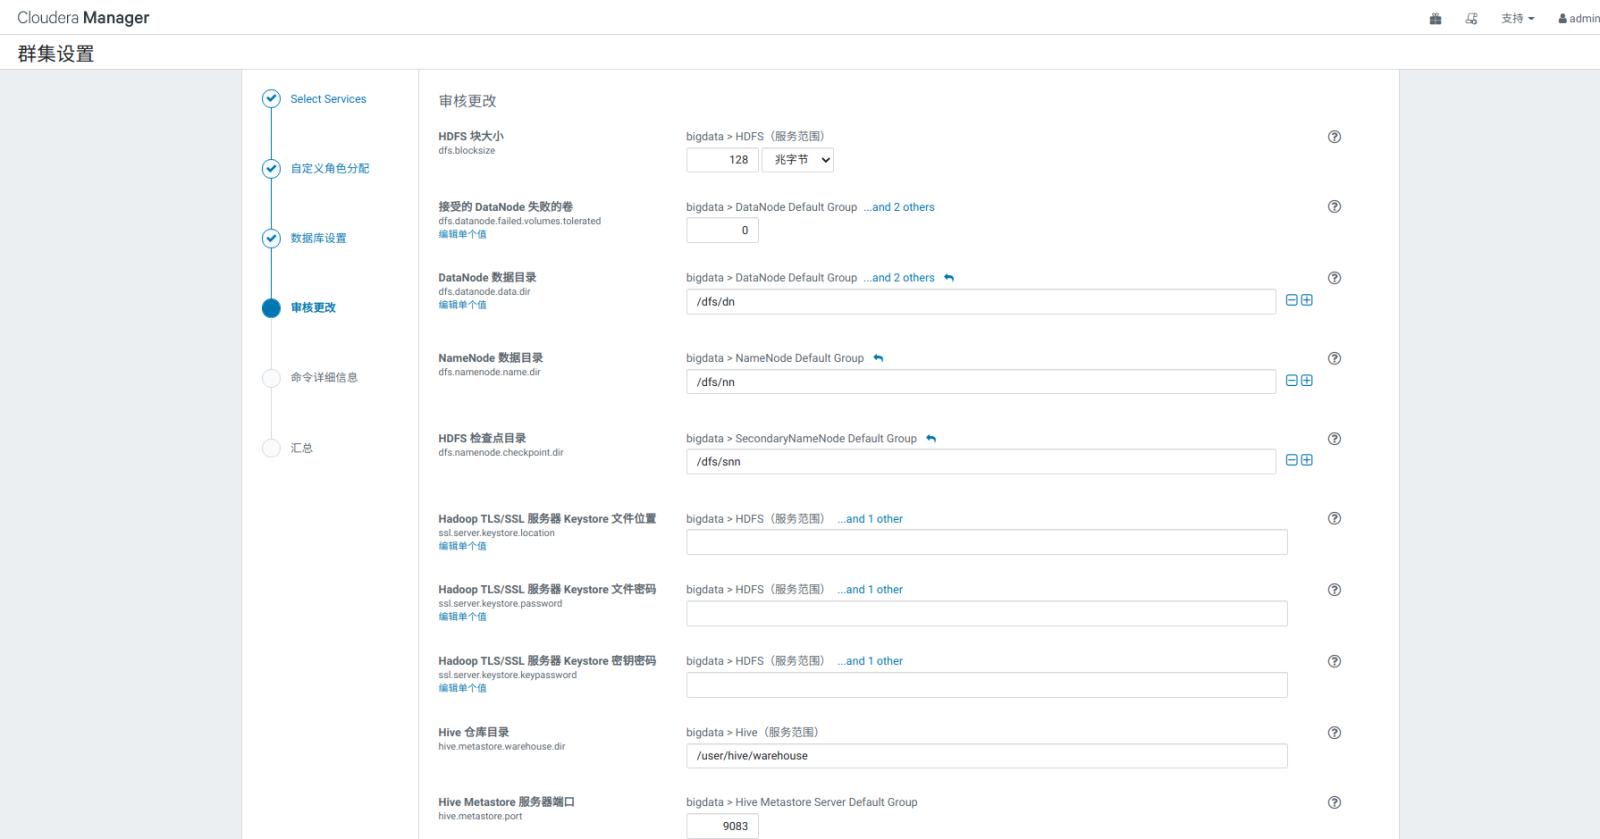 Cloudera Manager
支持
admin
群集设置
Select Services
自定义角色分配
数据库设置
审核更改
命令详细信息
汇总
审核更改
HDFS 块大小
dfs.blocksize
bigdata > HDFS（服务范围）
128
兆字节
接受的 DataNode 失败的卷
dfs.datanode.failed.volumes.tolerated
编辑单个值
bigdata > DataNode Default Group ...and 2 others
0
DataNode 数据目录
dfs.datanode.data.dir
编辑单个值
bigdata > DataNode Default Group ...and 2 others
/dfs/dn
NameNode 数据目录
dfs.namenode.name.dir
bigdata > NameNode Default Group
/dfs/nn
HDFS 检查点目录
dfs.namenode.checkpoint.dir
bigdata > SecondaryNameNode Default Group
/dfs/snn
Hadoop TLS/SSL 服务器 Keystore 文件位置
ssl.server.keystore.location
编辑单个值
bigdata > HDFS（服务范围） ...and 1 other
Hadoop TLS/SSL 服务器 Keystore 文件密码
ssl.server.keystore.password
编辑单个值
bigdata > HDFS（服务范围） ...and 1 other
Hadoop TLS/SSL 服务器 Keystore 密钥密码
ssl.server.keystore.keypassword
编辑单个值
bigdata > HDFS（服务范围） ...and 1 other
Hive 仓库目录
hive.metastore.warehouse.dir
bigdata > Hive（服务范围）
/user/hive/warehouse
Hive Metastore 服务器端口
hive.metastore.port
bigdata > Hive Metastore Server Default Group
9083